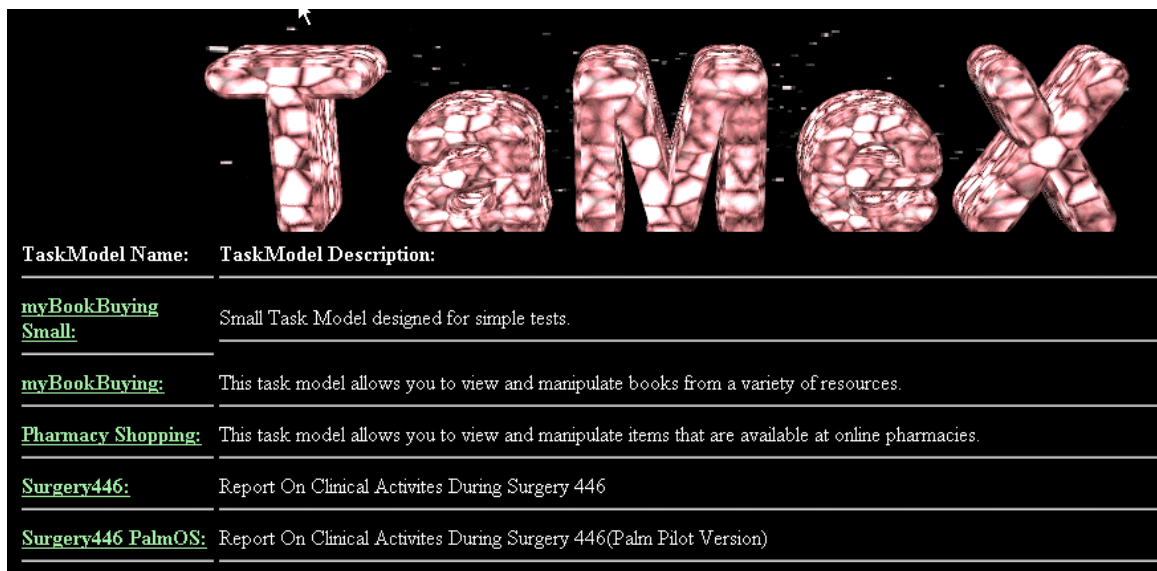 TaMeX
TaskModel Name: TaskModel Description:
myBookBuying
Small:
Small Task Model designed for simple tests.
myBookBuying: This task model allows you to view and manipulate books from a variety of resources.
Pharmacy Shopping: This task model allows you to view and manipulate items that are available at online pharmacies.
Surgery446: Report On Clinical Activites During Surgery 446
Surgery446 PalmOS: Report On Clinical Activites During Surgery 446(Palm Pilot Version)